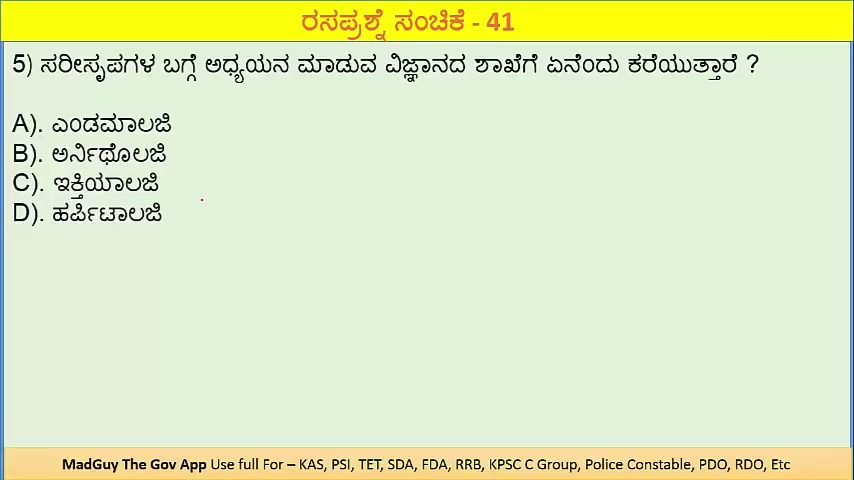 ರಸಪ್ರಶ್ನೆ ಸಂಚಿಕೆ - 41
5) ಸರೀಸೃಪಗಳ ಬಗ್ಗೆ ಅಧ್ಯಯನ ಮಾಡುವ ವಿಜ್ಞಾನದ ಶಾಖೆಗೆ ಏನೆಂದು ಕರೆಯುತ್ತಾರೆ ?
A). ಎಂಡಮಾಲಜಿ
B). ಅರ್ನಿಥೊಲಜಿ
C). ಇಕ್ತಿಯಾಲಜಿ
D). ಹರ್ಪಿಟಾಲಜಿ
MadGuy The Gov App Use full For – KAS, PSI, TET, SDA, FDA, RRB, KPSC C Group, Police Constable, PDO, RDO, Etc